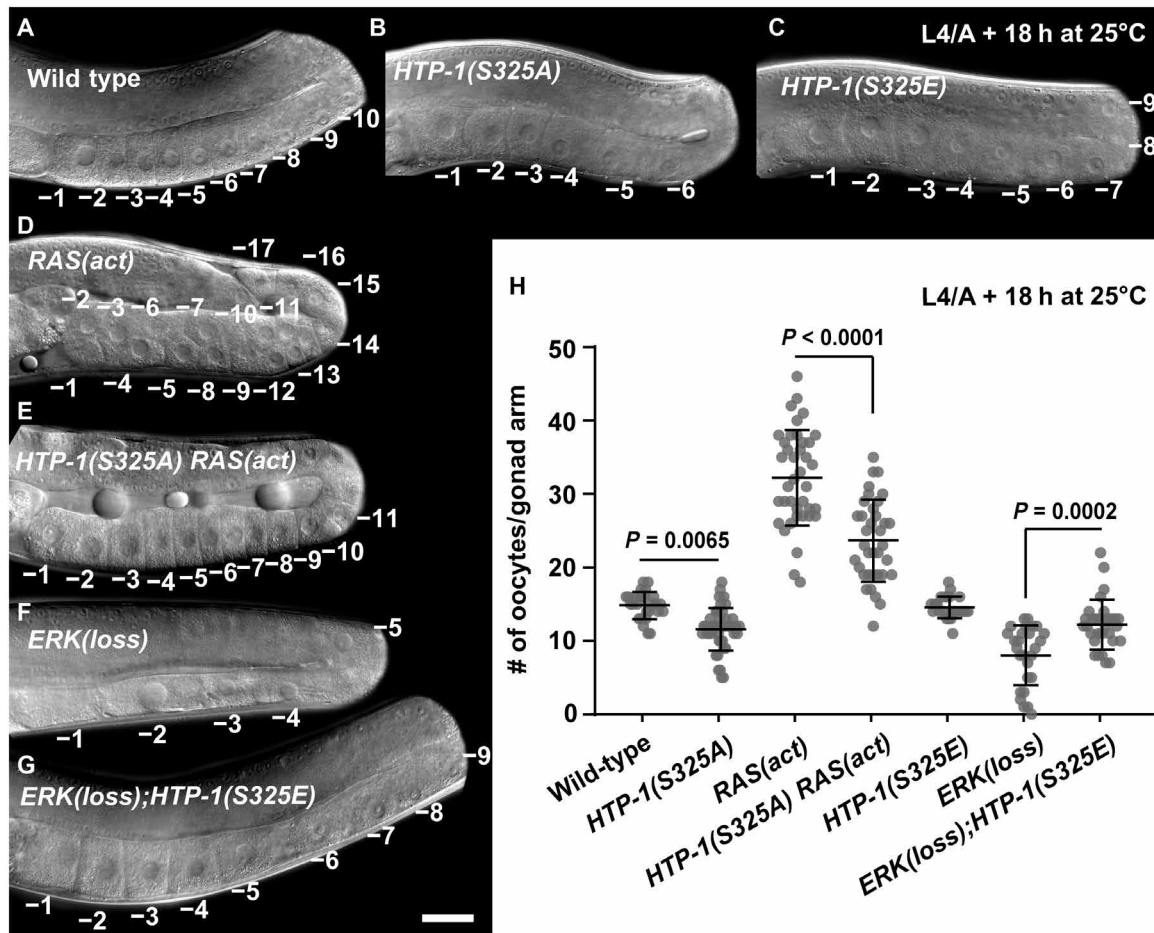 A
Wild type
−1 −2 −3 −4 −5 −6 −7 −8 −9 −10
B
HTP-1(S325A)
−1 −2 −3 −4 −5 −6
C
L4/A + 18 h at 25°C
HTP-1(S325E)
−1 −2 −3 −4 −5 −6 −7 −8 −9
D
RAS(act)
−17 −16
−15
−2 −3 −6 −7 −10 −11
−14
−1 −4 −5 −8 −9 −12 −13
E
HTP-1(S325A) RAS(act)
−1 −2 −3 −4 −5 −6 −7 −8 −9 −10 −11
F
ERK(loss)
−1 −2 −3 −4 −5
G
ERK(loss);HTP-1(S325E)
−1 −2 −3 −4 −5 −6 −7 −8 −9
H
L4/A + 18 h at 25°C
# of oocytes/gonad arm
50
40
30
20
10
0
P = 0.0065
P < 0.0001
P = 0.0002
Wild-type
HTP-1(S325A)
RAS(act)
HTP-1(S325A) RAS(act)
HTP-1(S325E)
ERK(loss)
ERK(loss);HTP-1(S325E)